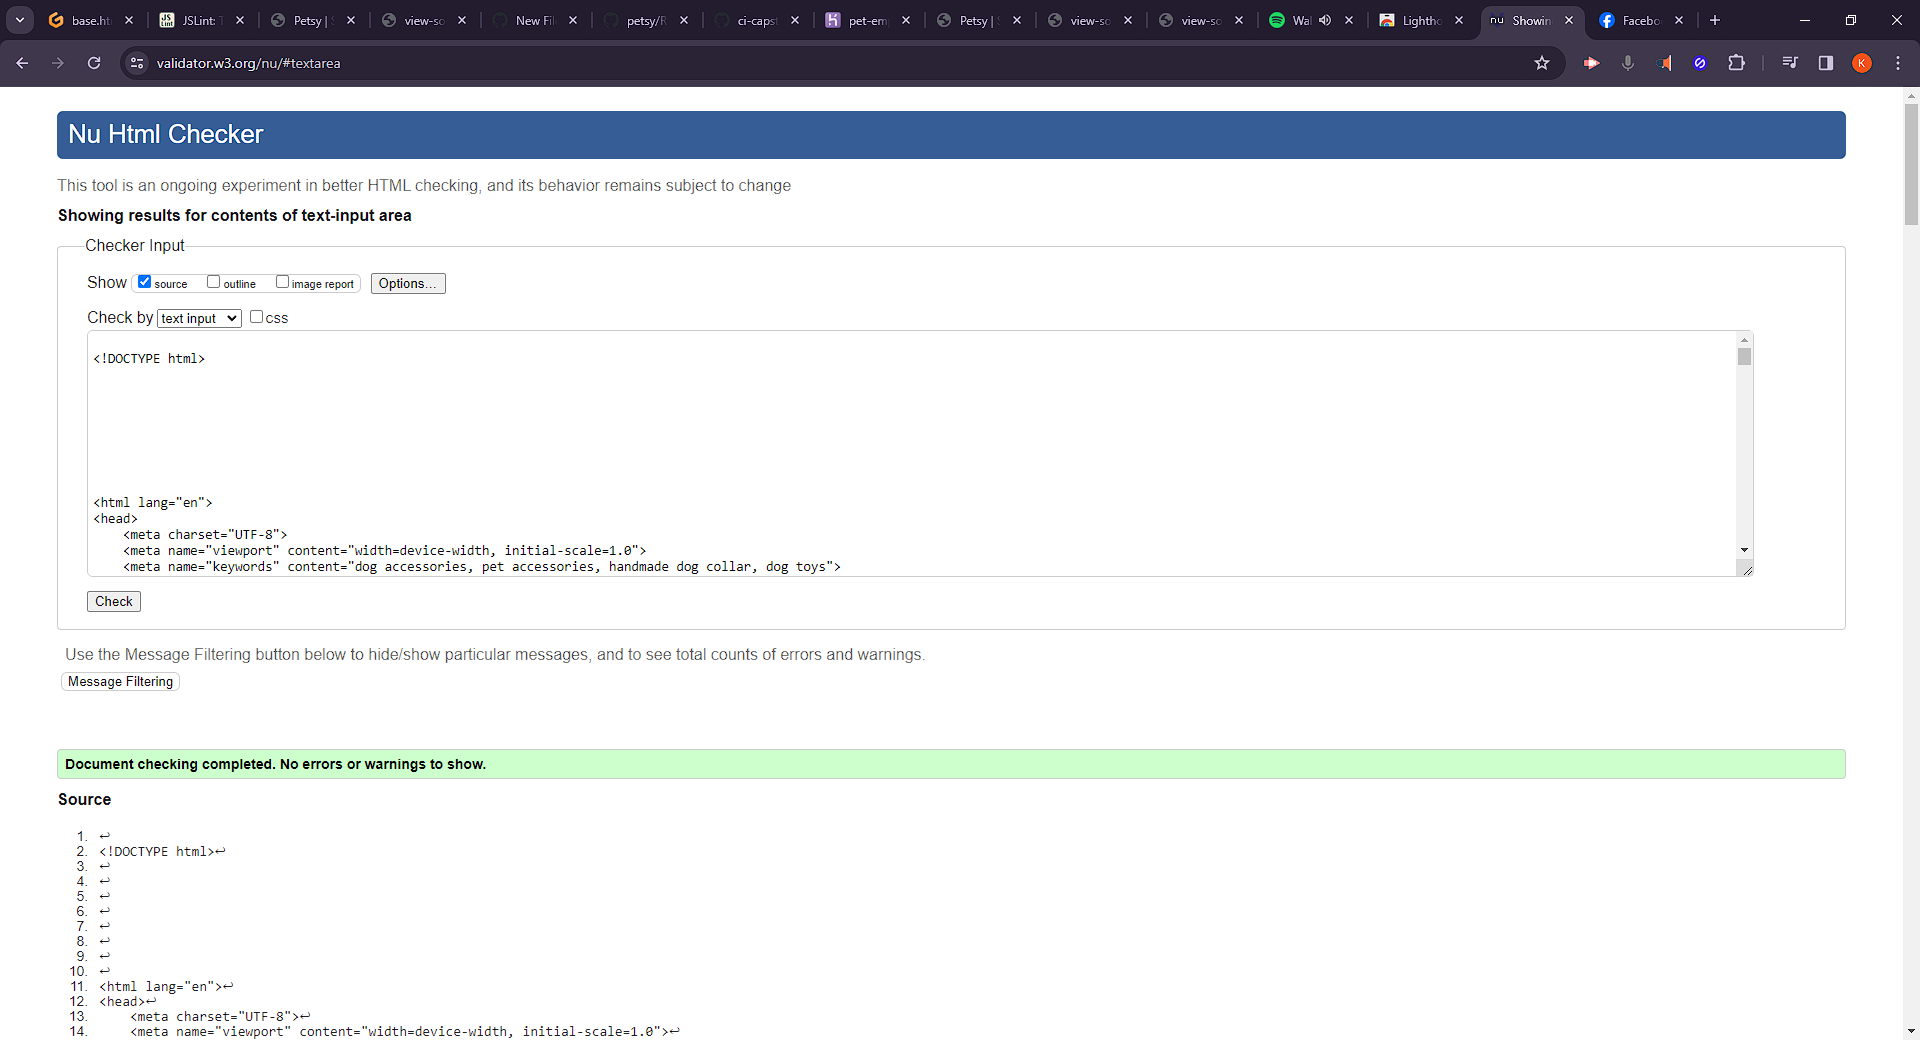 base.ht
JSLint: T
Petsy | S
view-so
New Fil
petsy/R
ci-capst
pet-em
Petsy | S
view-so
view-so
Wal
Lightho
nu Showin
Facebo
validator.w3.org/nu/#textarea
K
Nu Html Checker
This tool is an ongoing experiment in better HTML checking, and its behavior remains subject to change
Showing results for contents of text-input area
Checker Input
Show source outline image report Options...
Check by text input css
<!DOCTYPE html>
<html lang="en">
<head>
<meta charset="UTF-8">
<meta name="viewport" content="width=device-width, initial-scale=1.0">
<meta name="keywords" content="dog accessories, pet accessories, handmade dog collar, dog toys">
Check
Use the Message Filtering button below to hide/show particular messages, and to see total counts of errors and warnings.
Message Filtering
Document checking completed. No errors or warnings to show.
Source
1. ↩
2. <!DOCTYPE html>↩
3. ↩
4. ↩
5. ↩
6. ↩
7. ↩
8. ↩
9. ↩
10. ↩
11. <html lang="en">↩
12. <head>↩
13. <meta charset="UTF-8">↩
14. <meta name="viewport" content="width=device-width, initial-scale=1.0">↩